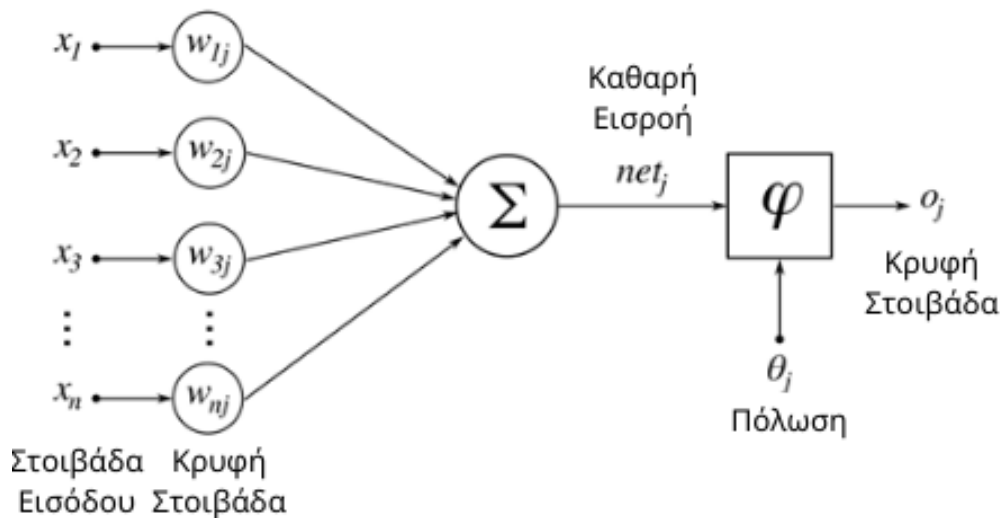 x1
w1j
x2
w2j
x3
w3j
xn
wnj
Στοιβάδα
Εισόδου
Κρυφή
Στοιβάδα
Σ
Καθαρή
Εισροή
netj
φ
oj
Κρυφή
Στοιβάδα
θj
Πόλωση